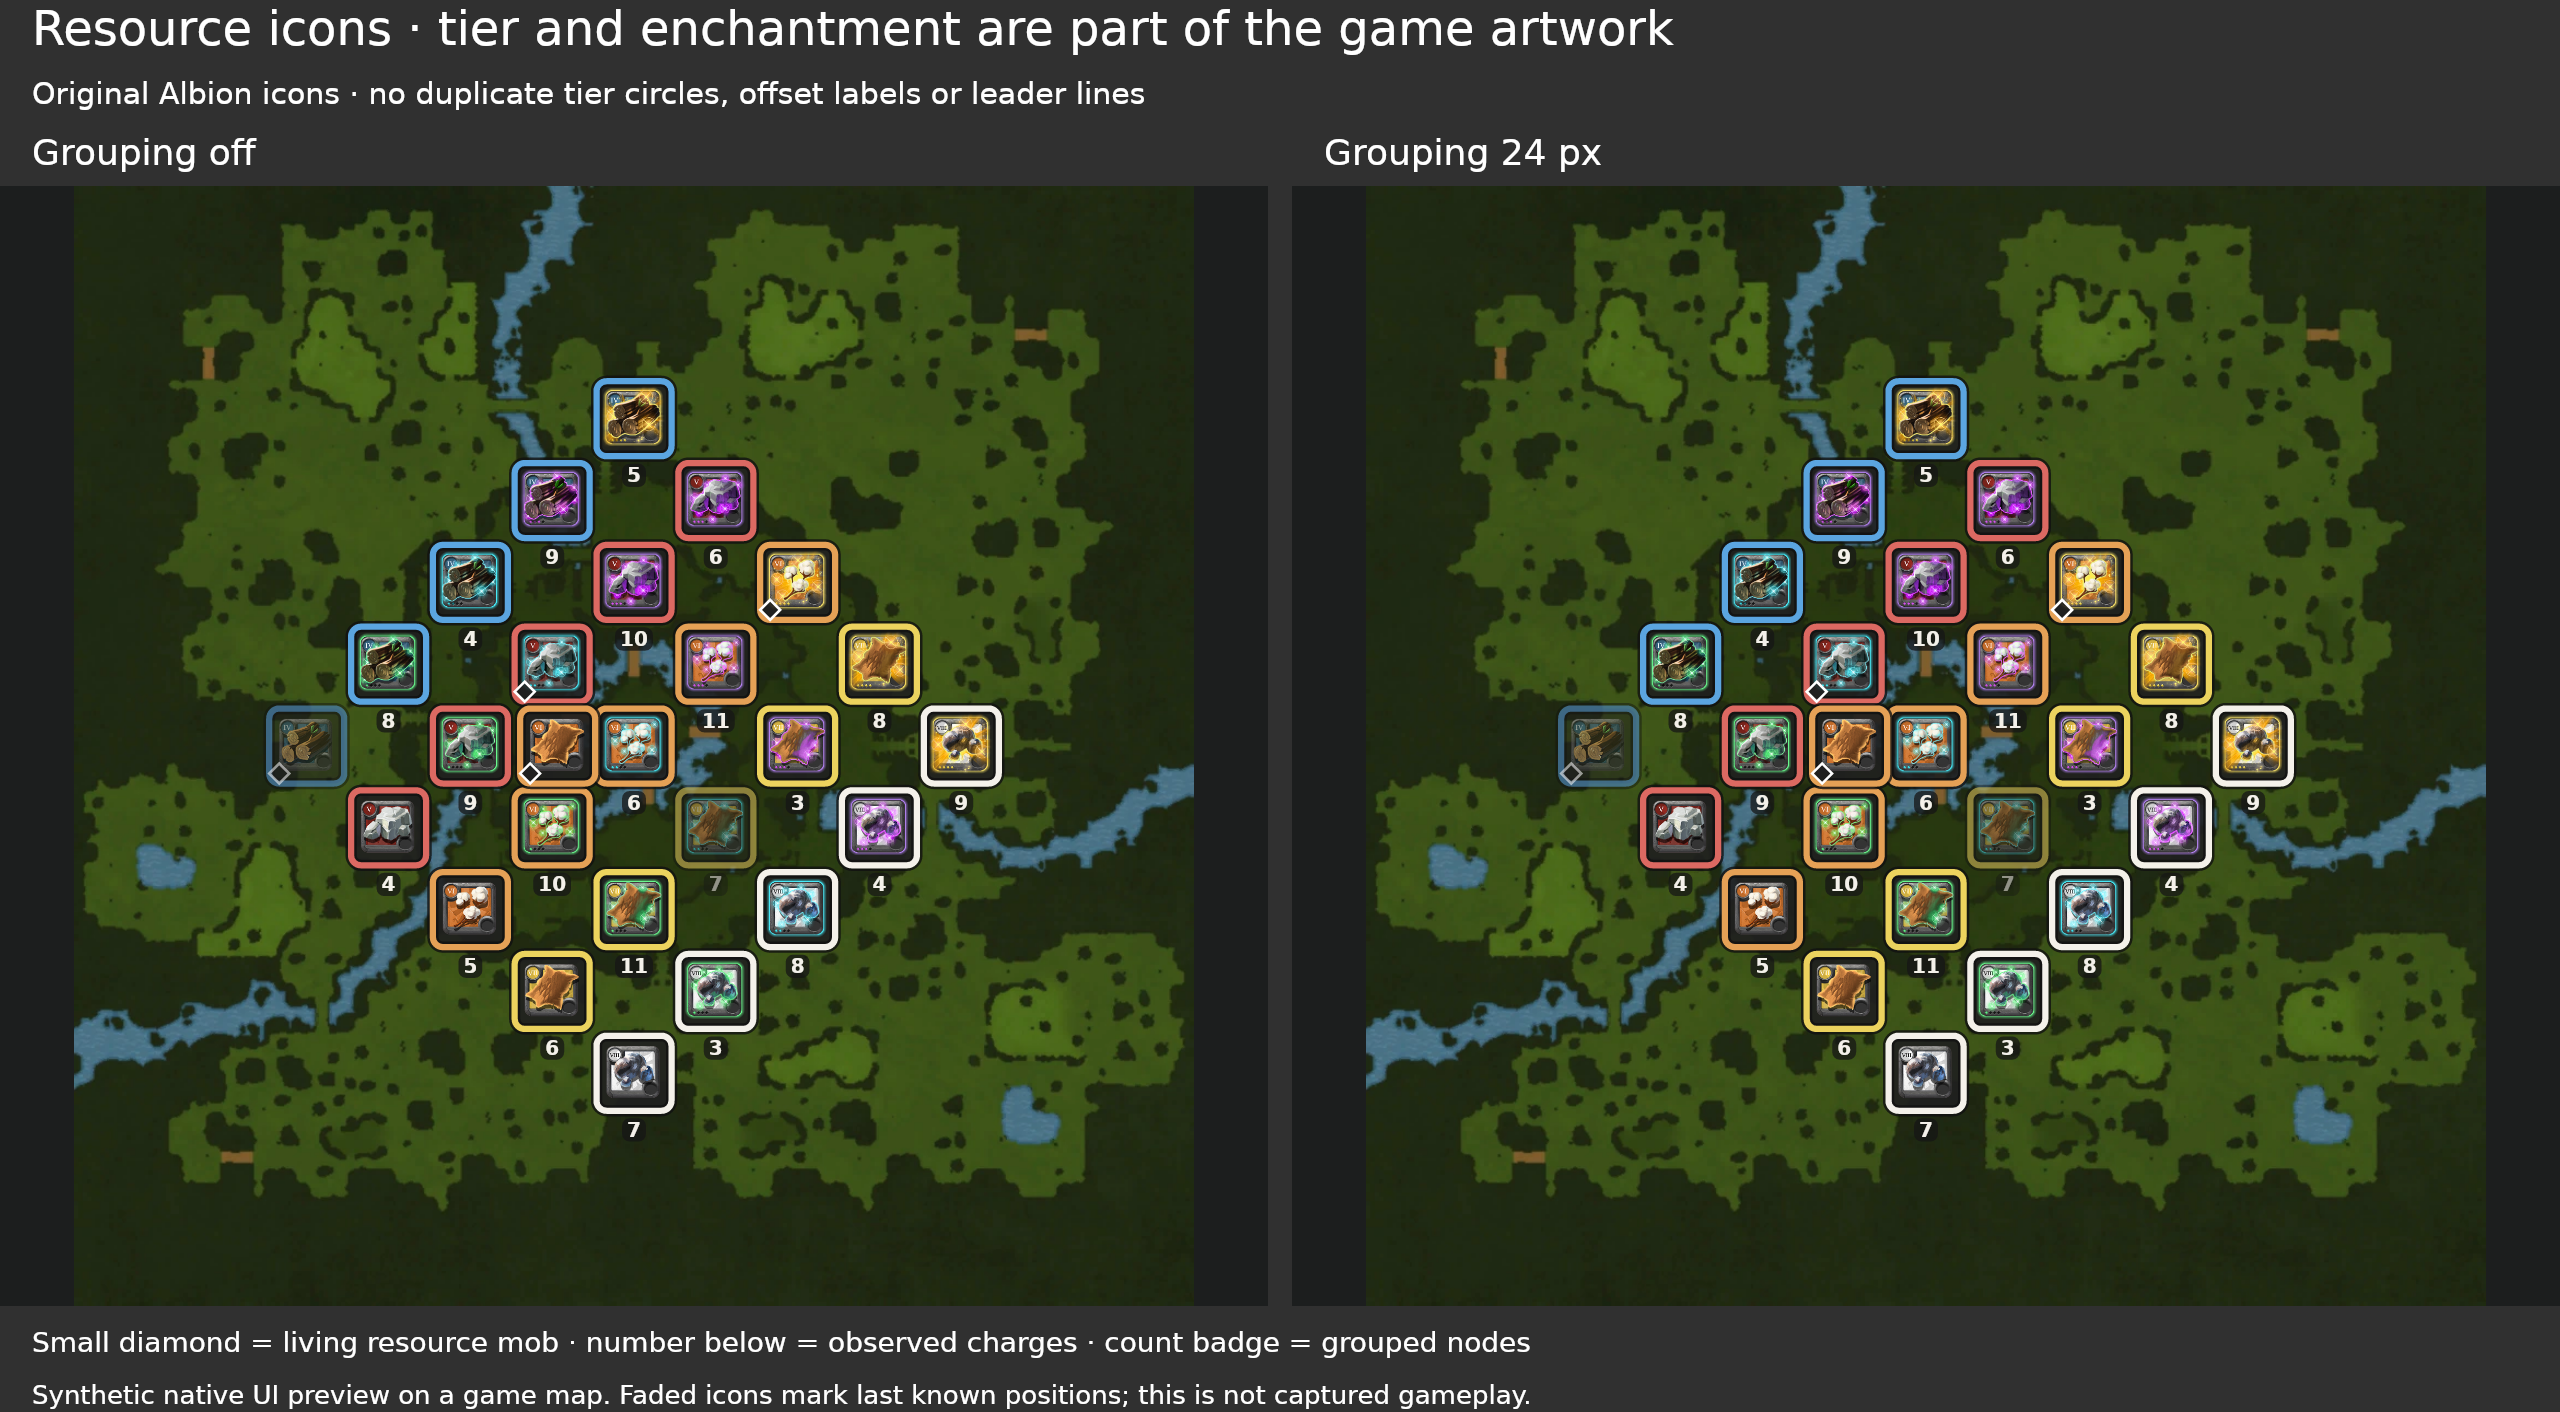 Resource icons · tier and enchantment are part of the game artwork
Original Albion icons · no duplicate tier circles, offset labels or leader lines
Grouping off
5
9 6
4 10
8 11 8
9 6 3 9
4 10 7 4
5 11 8
6 3
7
Grouping 24 px
5
9 6
4 10
8 11 8
9 6 3 9
4 10 7 4
5 11 8
6 3
7
Small diamond = living resource mob · number below = observed charges · count badge = grouped nodes
Synthetic native UI preview on a game map. Faded icons mark last known positions; this is not captured gameplay.